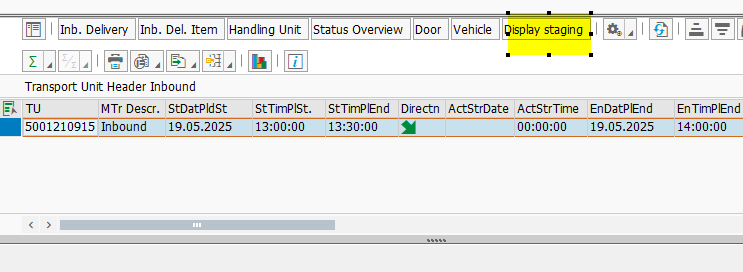 Inb. Delivery Inb. Del. Item Handling Unit Status Overview Door Vehicle Display staging
Transport Unit Header Inbound
TU MTr Descr. StDatPldSt StTimPlSt. StTimPlEnd Directn ActStrDate ActStrTime EnDatPlEnd EnTimPlEnd
5001210915 Inbound 19.05.2025 13:00:00 13:30:00 00:00:00 19.05.2025 14:00:00